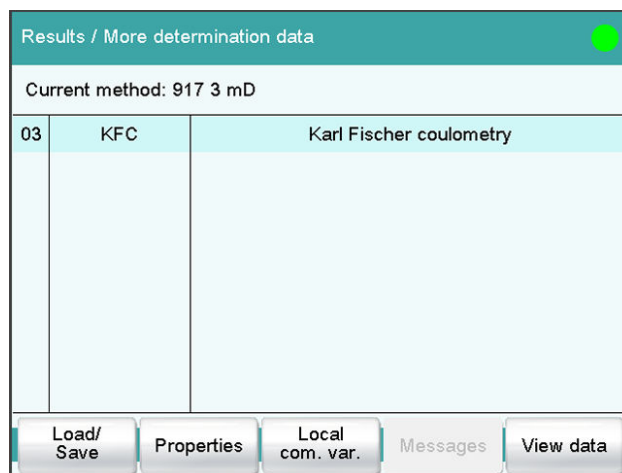 Results / More determination data
Current method: 917 3 mD
03 KFC Karl Fischer coulometry
Load/ Save Properties Local com. var. Messages View data